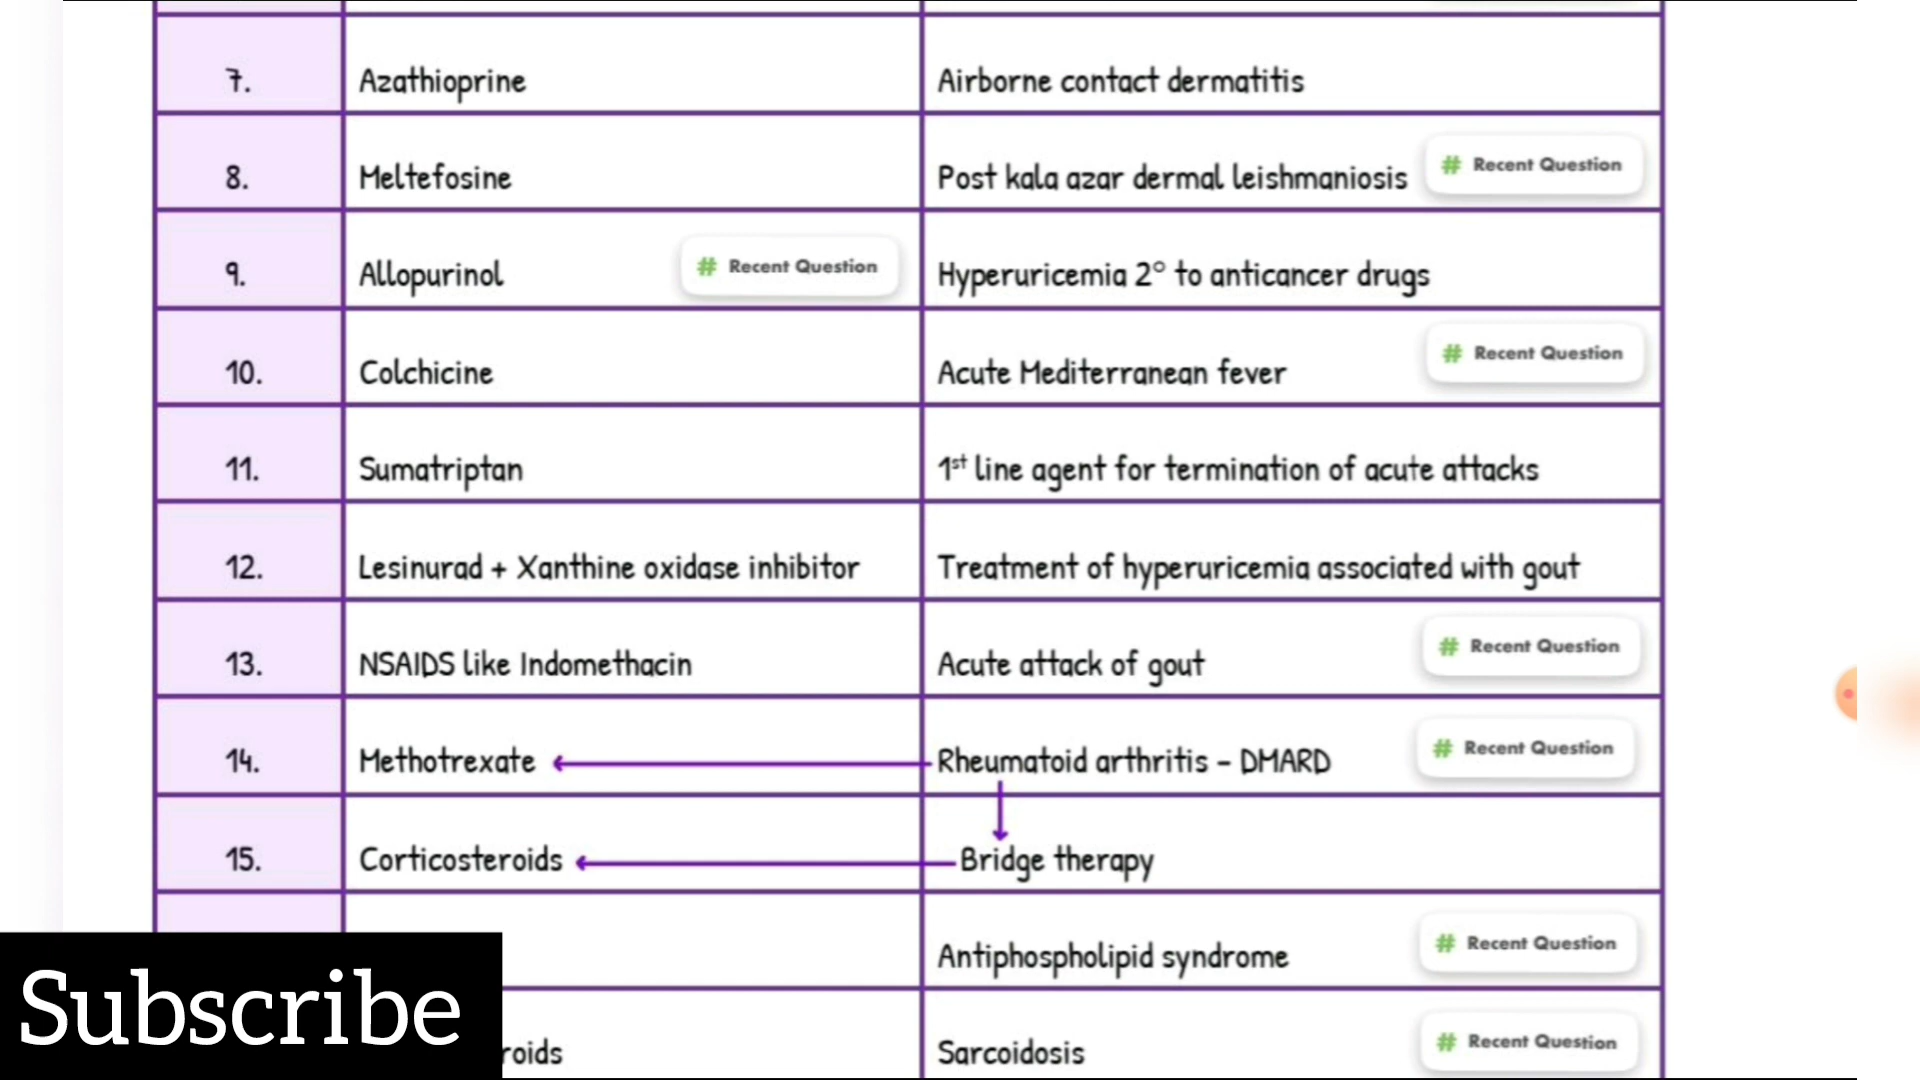 7. Azathioprine Airborne contact dermatitis
8. Meltefosine Post kala azar dermal leishmaniosis # Recent Question
9. Allopurinol # Recent Question Hyperuricemia 2° to anticancer drugs
10. Colchicine Acute Mediterranean fever # Recent Question
11. Sumatriptan 1st line agent for termination of acute attacks
12. Lesinurad + Xanthine oxidase inhibitor Treatment of hyperuricemia associated with gout
13. NSAIDS like Indomethacin Acute attack of gout # Recent Question
14. Methotrexate Rheumatoid arthritis - DMARD # Recent Question
15. Corticosteroids Bridge therapy
Antiphospholipid syndrome # Recent Question
roids Sarcoidosis # Recent Question
Subscribe